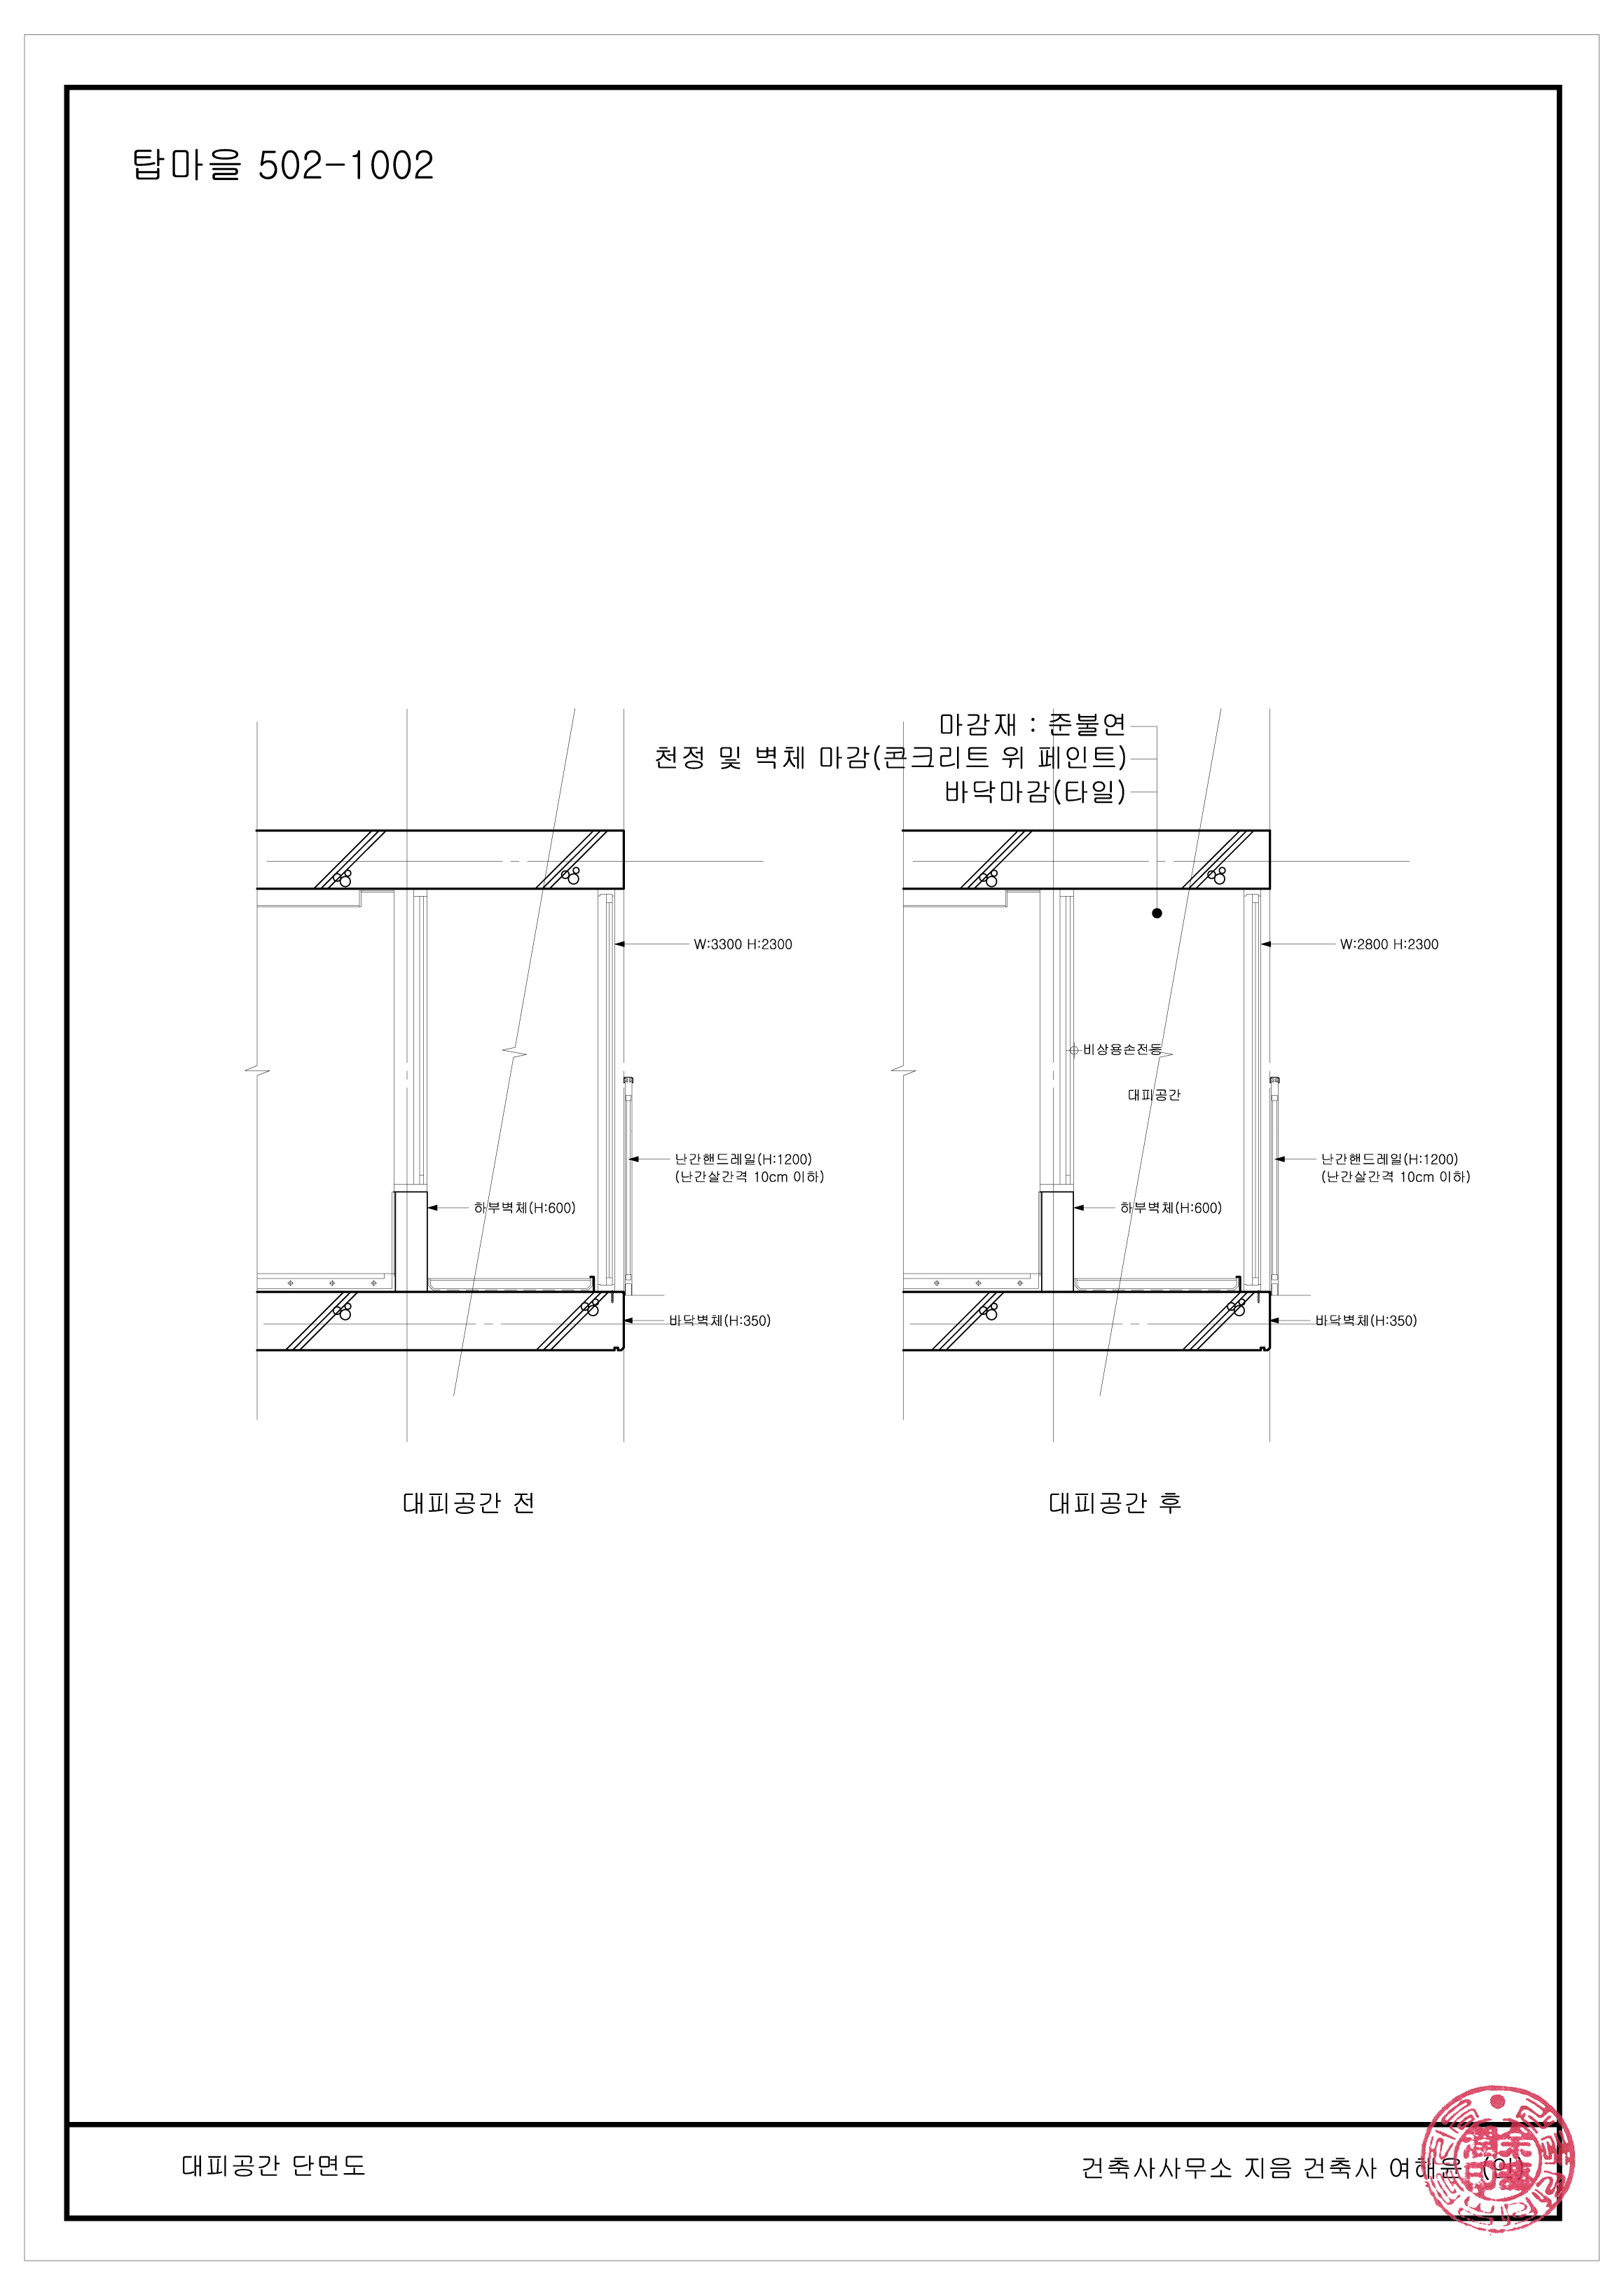 탑마을 502-1002
마감재 : 준불연
천정 및 벽체 마감(콘크리트 위 페인트)
바닥마감(타일)
W:3300 H:2300
W:2800 H:2300
비상용손전등
대피공간
난간핸드레일(H:1200)
(난간살간격 10cm 이하)
난간핸드레일(H:1200)
(난간살간격 10cm 이하)
하부벽체(H:600)
하부벽체(H:600)
바닥벽체(H:350)
바닥벽체(H:350)
대피공간 전
대피공간 후
대피공간 단면도
건축사사무소 지음 건축사 여해윤 (인)